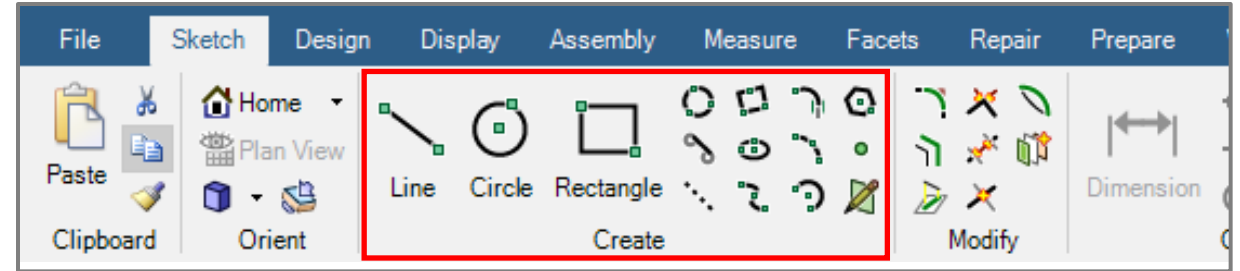 File Sketch Design Display Assembly Measure Facets Repair Prepare
Home
Plan View
Paste
Line Circle Rectangle
Dimension
Clipboard Orient Create Modify